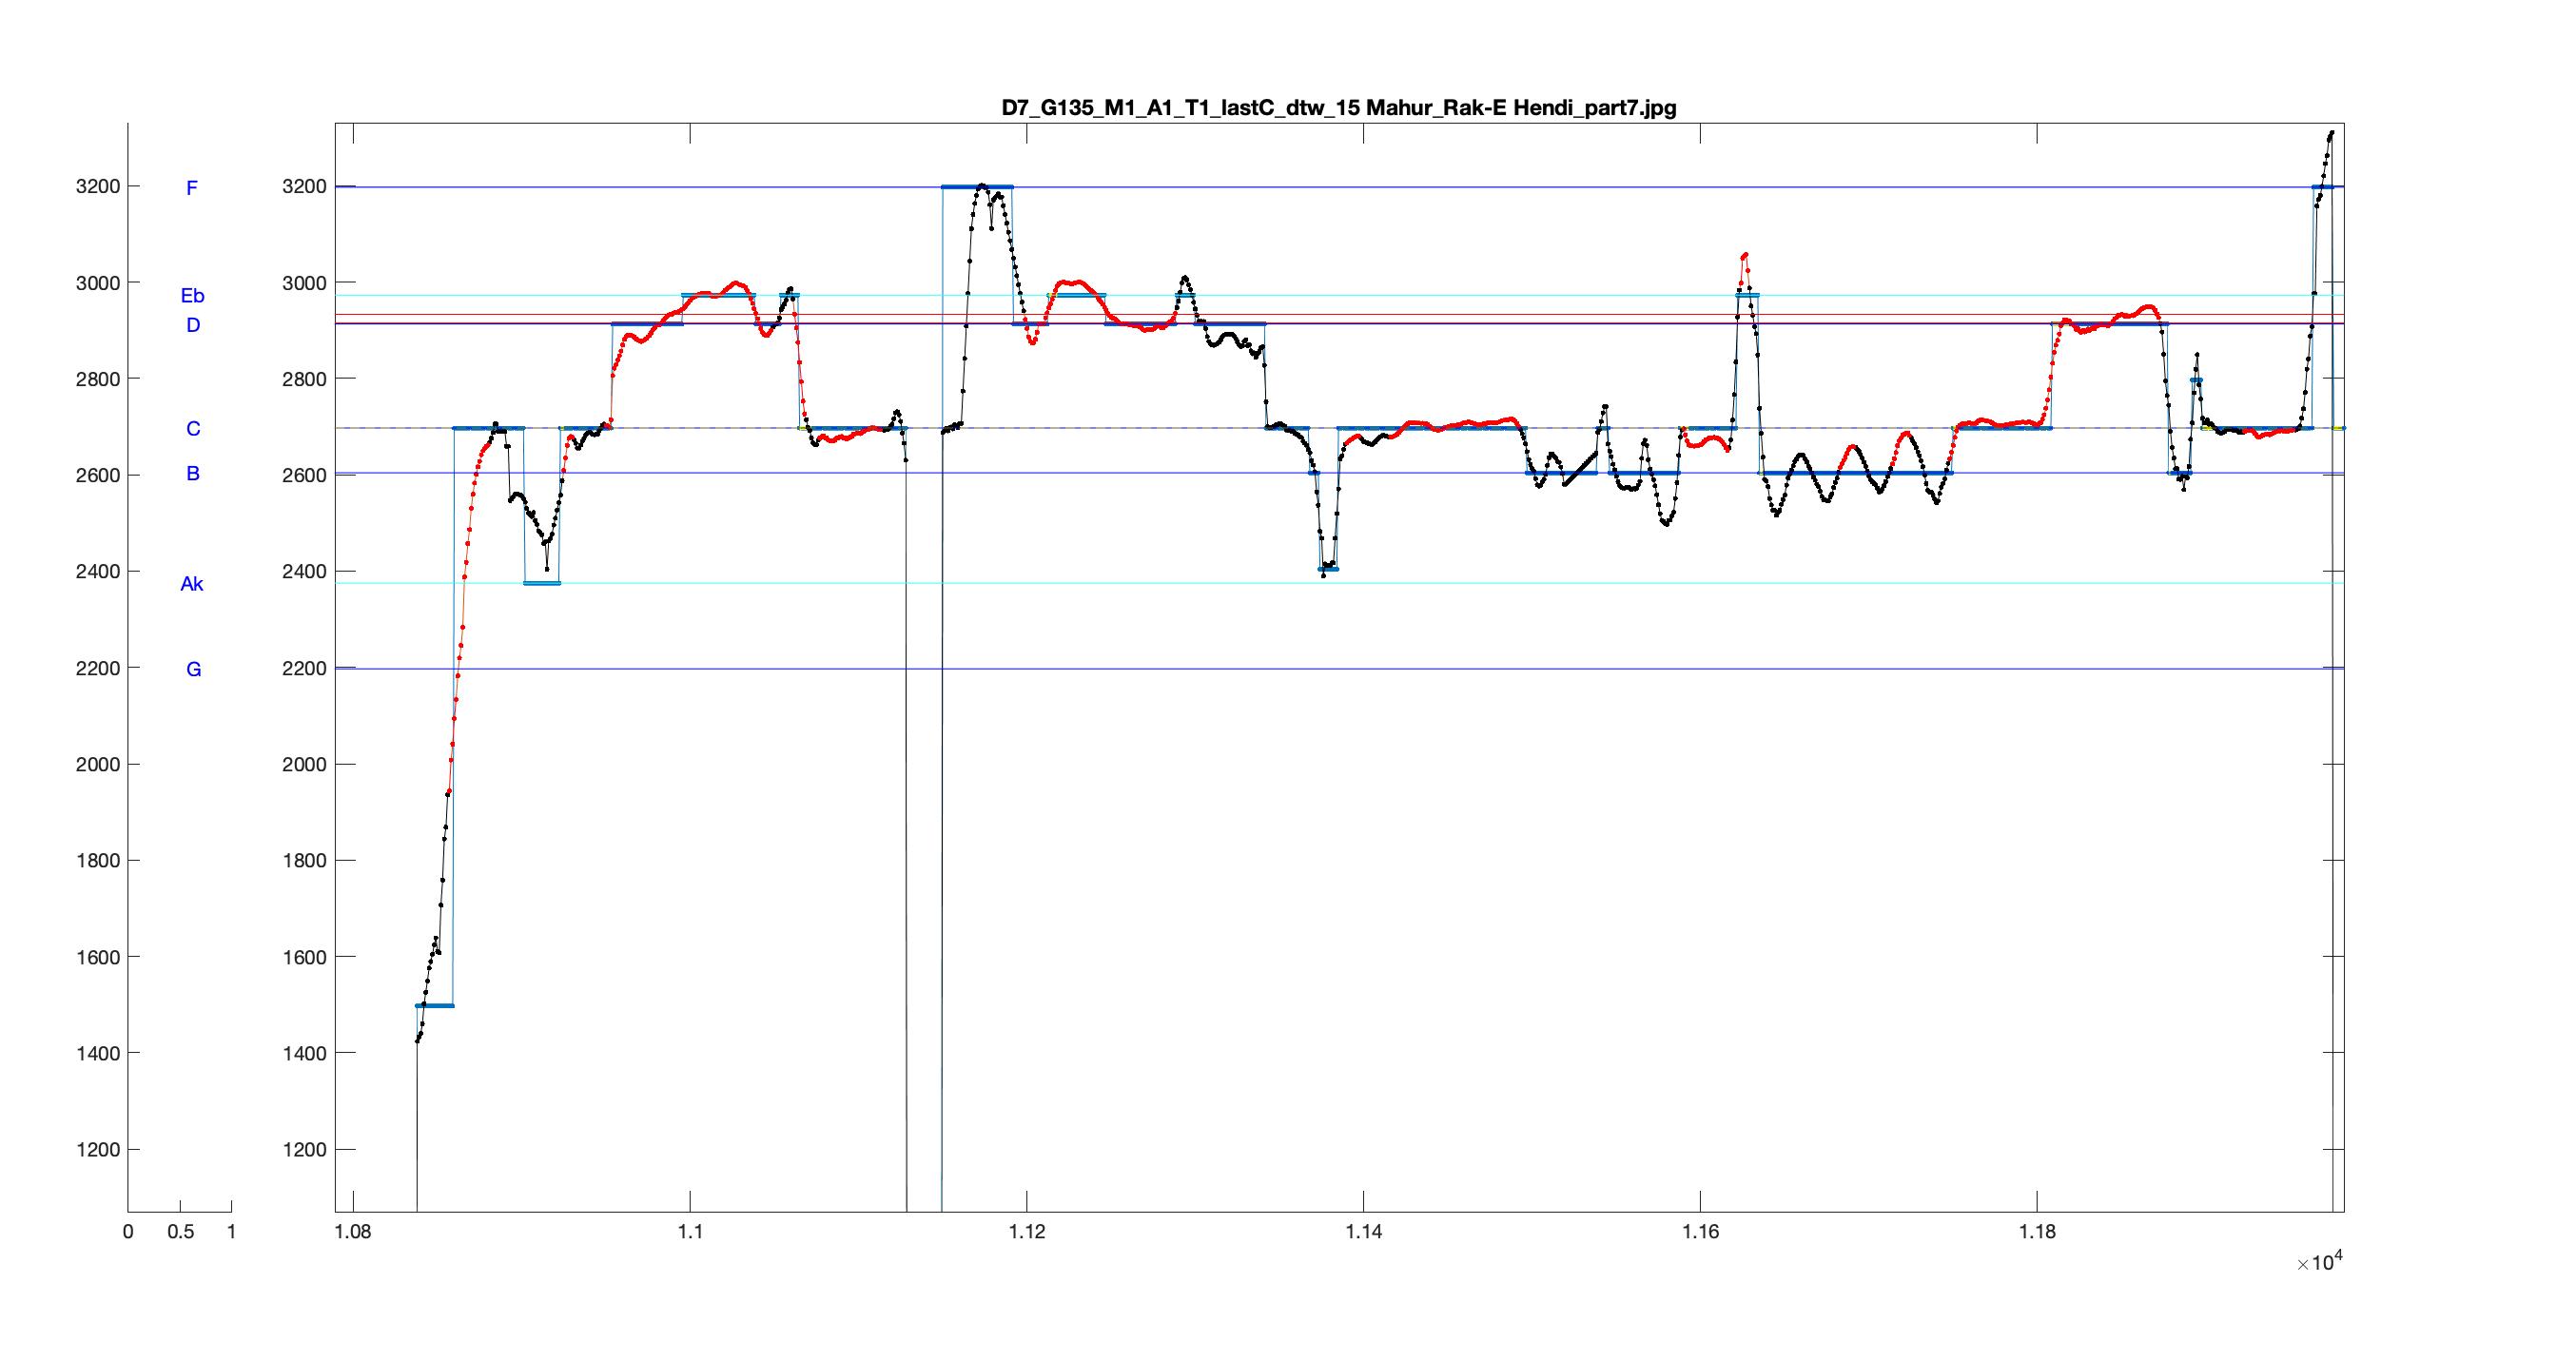 D7_G135_M1_A1_T1_lastC_dtw_15 Mahur_Rak-E Hendi_part7.jpg
3200 F 3200
3000 Eb 3000
D
2800 2800
C
2600 B 2600
2400 Ak 2400
2200 G 2200
2000 2000
1800 1800
1600 1600
1400 1400
1200 1200
0 0.5 1 1.08 1.1 1.12 1.14 1.16 1.18
×10^4